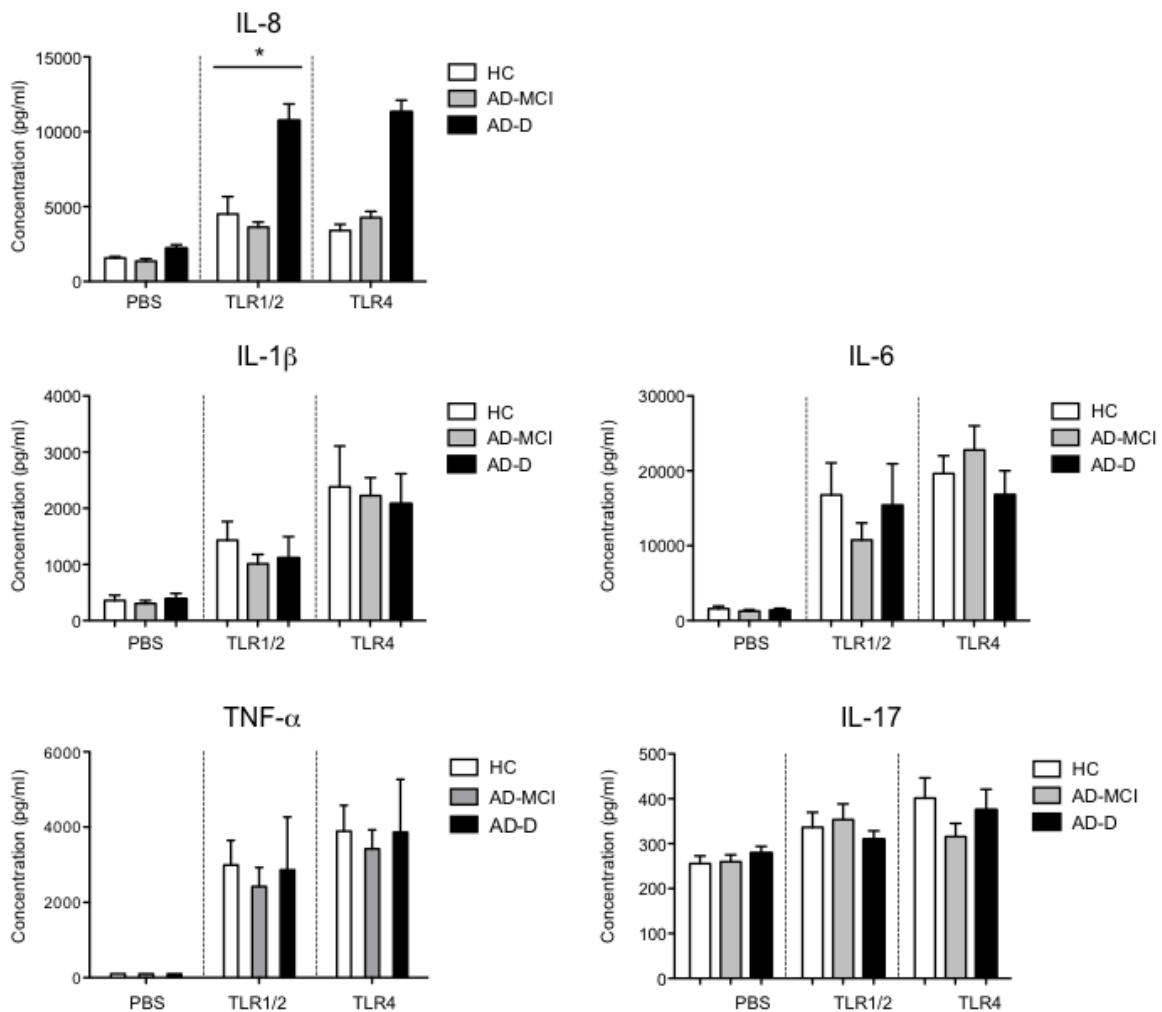 IL-8
*
15000
10000
5000
0
Concentration (pg/ml)
PBS
TLR1/2
TLR4
HC
AD-MCI
AD-D
IL-1β
4000
3000
2000
1000
0
Concentration (pg/ml)
PBS
TLR1/2
TLR4
HC
AD-MCI
AD-D
IL-6
30000
20000
10000
0
Concentration (pg/ml)
PBS
TLR1/2
TLR4
HC
AD-MCI
AD-D
TNF-α
6000
4000
2000
0
Concentration (pg/ml)
PBS
TLR1/2
TLR4
HC
AD-MCI
AD-D
IL-17
500
400
300
200
100
0
Concentration (pg/ml)
PBS
TLR1/2
TLR4
HC
AD-MCI
AD-D